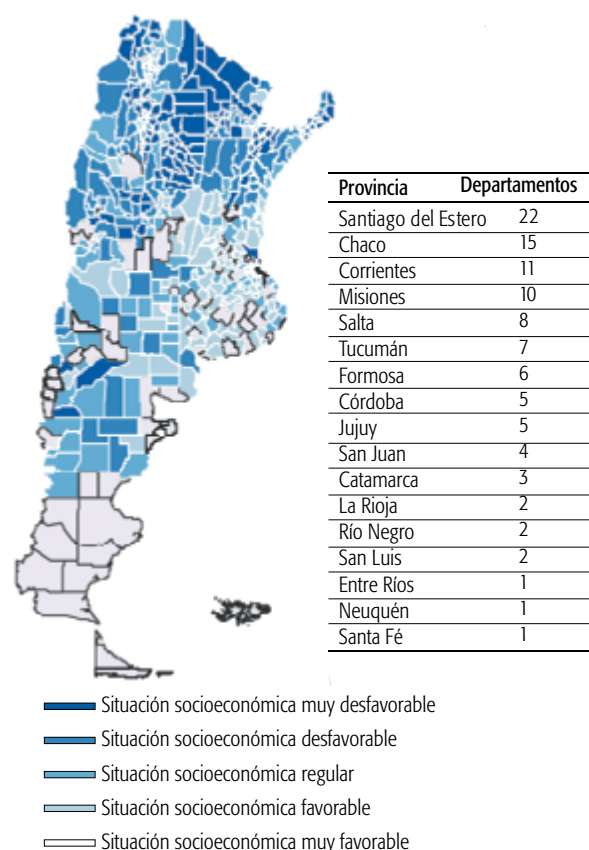 Provincia Departamentos
Santiago del Estero 22
Chaco 15
Corrientes 11
Misiones 10
Salta 8
Tucumán 7
Formosa 6
Córdoba 5
Jujuy 5
San Juan 4
Catamarca 3
La Rioja 2
Río Negro 2
San Luis 2
Entre Ríos 1
Neuquén 1
Santa Fé 1
Situación socioeconómica muy desfavorable
Situación socioeconómica desfavorable
Situación socioeconómica regular
Situación socioeconómica favorable
Situación socioeconómica muy favorable